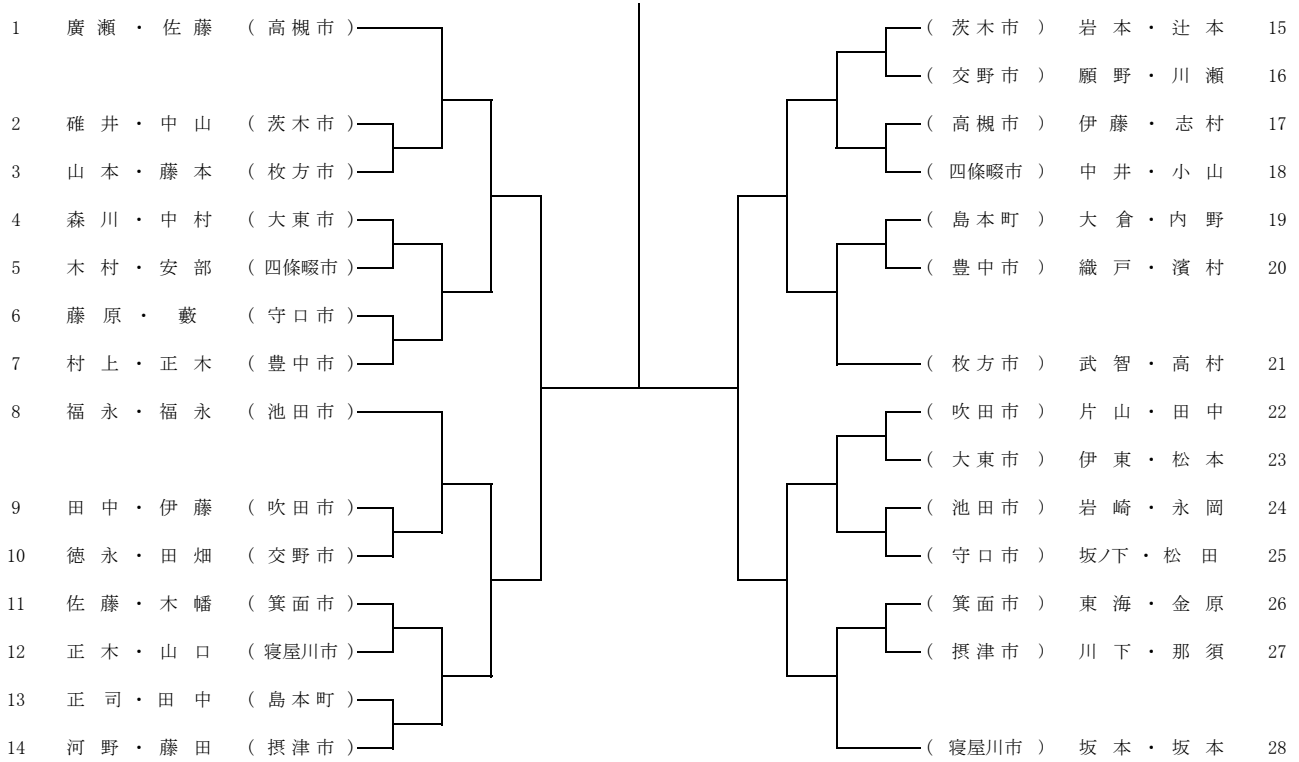 1 廣瀬・佐藤 (高槻市)
2 碓井・中山 (茨木市)
3 山本・藤本 (枚方市)
4 森川・中村 (大東市)
5 木村・安部 (四條畷市)
6 藤原・藪 (守口市)
7 村上・正木 (豊中市)
8 福永・福永 (池田市)
9 田中・伊藤 (吹田市)
10 徳永・田畑 (交野市)
11 佐藤・木幡 (箕面市)
12 正木・山口 (寝屋川市)
13 正司・田中 (島本町)
14 河野・藤田 (摂津市)
(茨木市) 岩本・辻本 15
(交野市)願野・川瀬 16
(高槻市) 伊藤・志村 17
(四條畷市) 中井・小山 18
(島本町) 大倉・内野 19
(豊中市) 織戸・濱村 20
(枚方市) 武智・高村 21
(吹田市) 片山・田中 22
(大東市) 伊東・松本 23
(池田市) 岩崎・永岡 24
(守口市) 坂ノ下・松田 25
(箕面市) 東海・金原 26
(摂津市) 川下・那須 27
(寝屋川市) 坂本・坂本 28